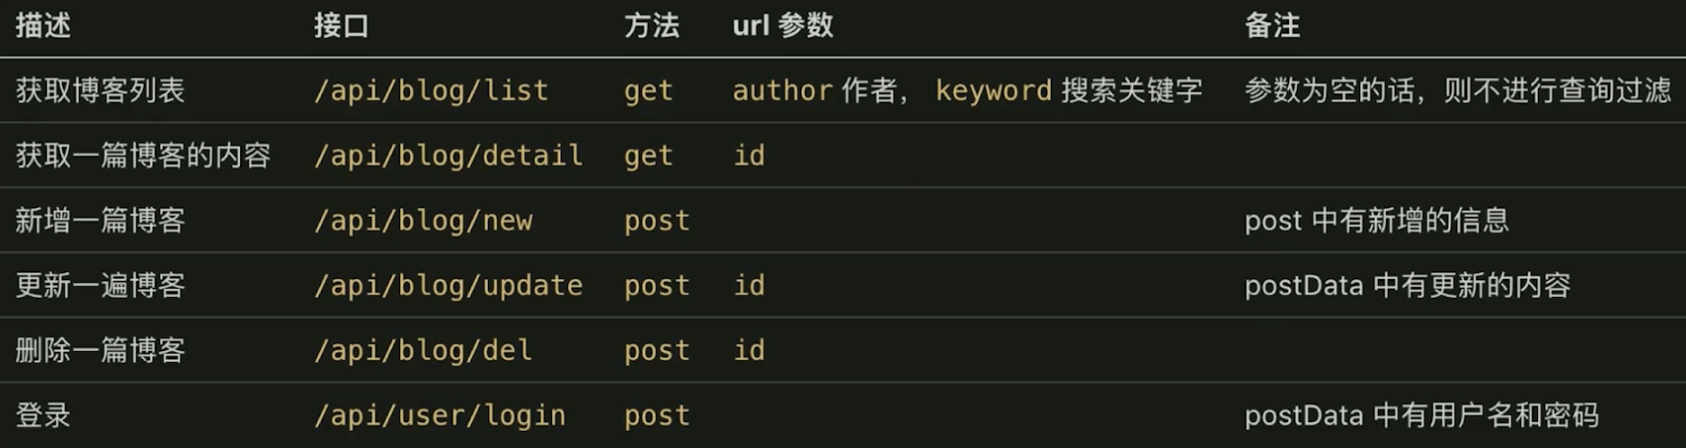 描述 接口 方法 url 参数 备注
获取博客列表 /api/blog/list get author 作者， keyword 搜索关键字 参数为空的话，则不进行查询过滤
获取一篇博客的内容 /api/blog/detail get id
新增一篇博客 /api/blog/new post post 中有新增的信息
更新一遍博客 /api/blog/update post id postData 中有更新的内容
删除一篇博客 /api/blog/del post id
登录 /api/user/login post postData 中有用户名和密码